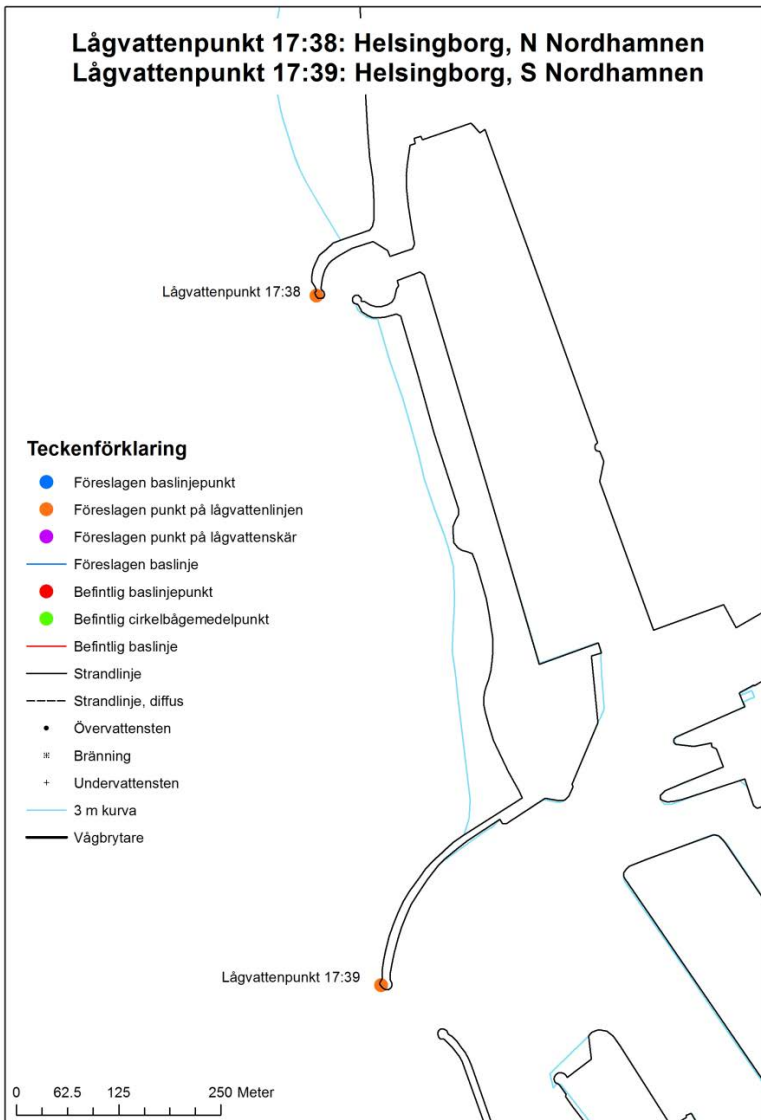 Lågvattenpunkt 17:38: Helsingborg, N Nordhamnen
Lågvattenpunkt 17:39: Helsingborg, S Nordhamnen
Lågvattenpunkt 17:38
Teckenförklaring
Föreslagen baslinjepunkt
Föreslagen punkt på lågvattenlinjen
Föreslagen punkt på lågvattenskär
Föreslagen baslinje
Befintlig baslinjepunkt
Befintlig cirkelbågemedelpunkt
Befintlig baslinje
Strandlinje
Strandlinje, diffus
Övervattensten
Bränning
Undervattensten
3 m kurva
Vågbrytare
Lågvattenpunkt 17:39
0 62.5 125 250 Meter